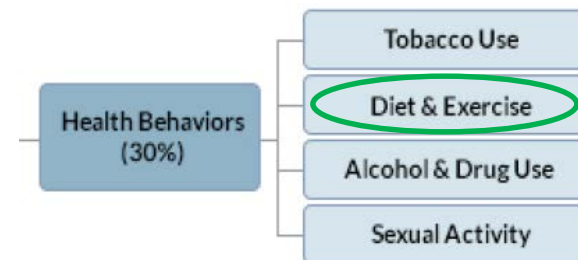 Health Behaviors
(30%)
Tobacco Use
Diet & Exercise
Alcohol & Drug Use
Sexual Activity